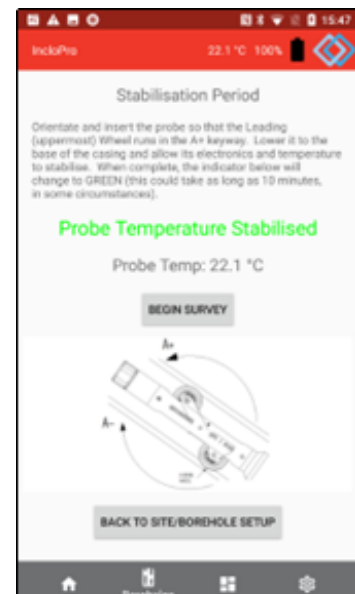 15:47
IncloPro
22.1 °C 100%
Stabilisation Period
Orientate and insert the probe so that the Leading
(uppermost) Wheel runs in the A+ keyway. Lower it to the
base of the casing and allow its electronics and temperature
to stabilise. When complete, the indicator below will
change to GREEN (this could take as long as 10 minutes,
in some circumstances).
Probe Temperature Stabilised
Probe Temp: 22.1 °C
BEGIN SURVEY
A+
A-
BACK TO SITE/BOREHOLE SETUP